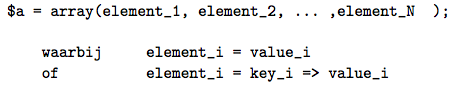 $a = array(element_1, element_2, ... ,element_N  );
waarbij     element_i = value_i
of          element_i = key_i => value_i